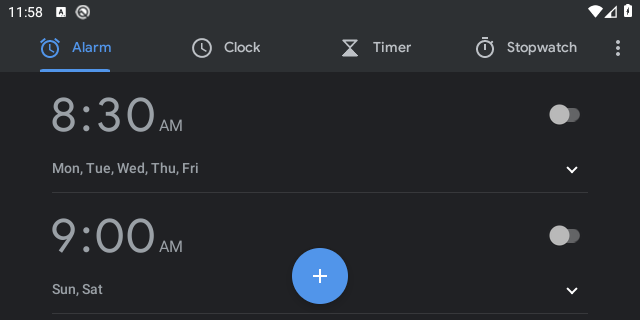 11:58
Alarm
Clock
Timer
Stopwatch
8:30 AM
Mon, Tue, Wed, Thu, Fri
9:00 AM
Sun, Sat